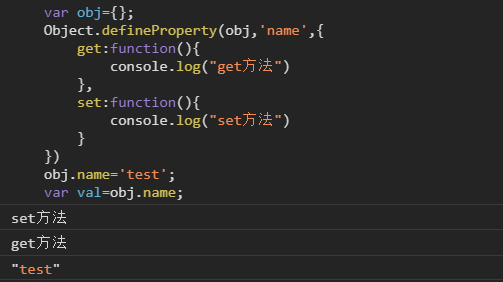 var obj={};
Object.defineProperty(obj,'name',{
    get:function(){
        console.log("get方法")
    },
    set:function(){
        console.log("set方法")
    }
})
obj.name='test';
var val=obj.name;
set方法
get方法
"test"